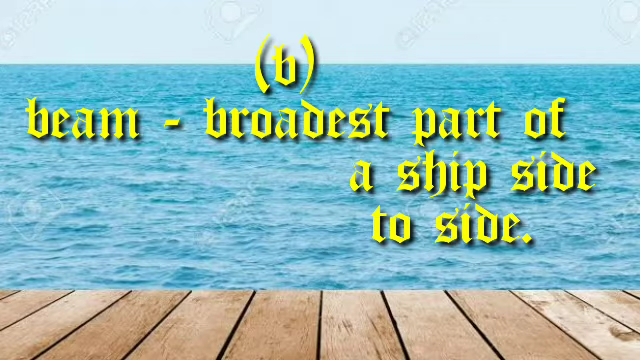 (b)
beam - broadest part of
a ship side
to side.